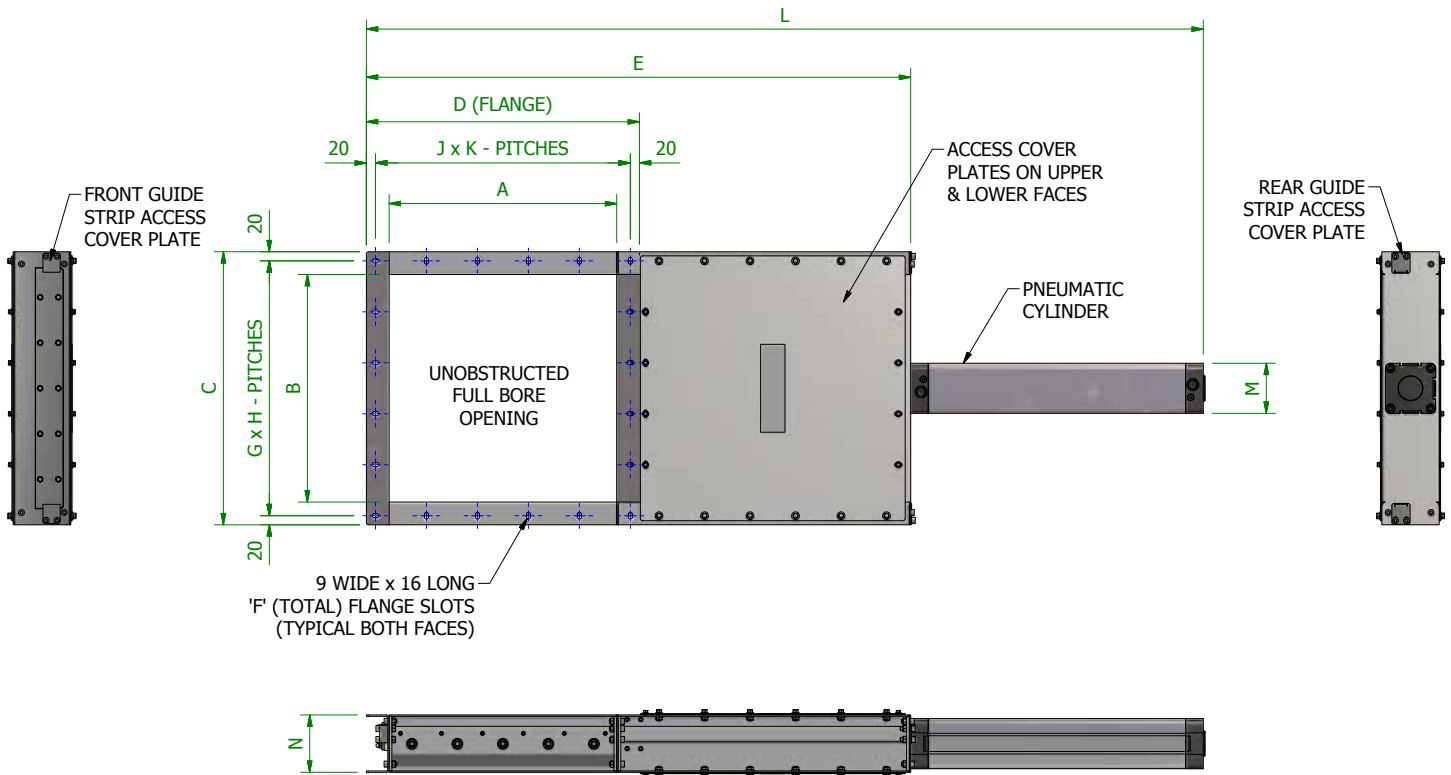 L
E
D (FLANGE)
20
J x K - PITCHES
20
A
ACCESS COVER
PLATES ON UPPER
& LOWER FACES
FRONT GUIDE
STRIP ACCESS
COVER PLATE
REAR GUIDE
STRIP ACCESS
COVER PLATE
20
C
G x H - PITCHES
B
UNOBSTRUCTED
FULL BORE
OPENING
PNEUMATIC
CYLINDER
M
20
9 WIDE x 16 LONG
'F' (TOTAL) FLANGE SLOTS
(TYPICAL BOTH FACES)
N